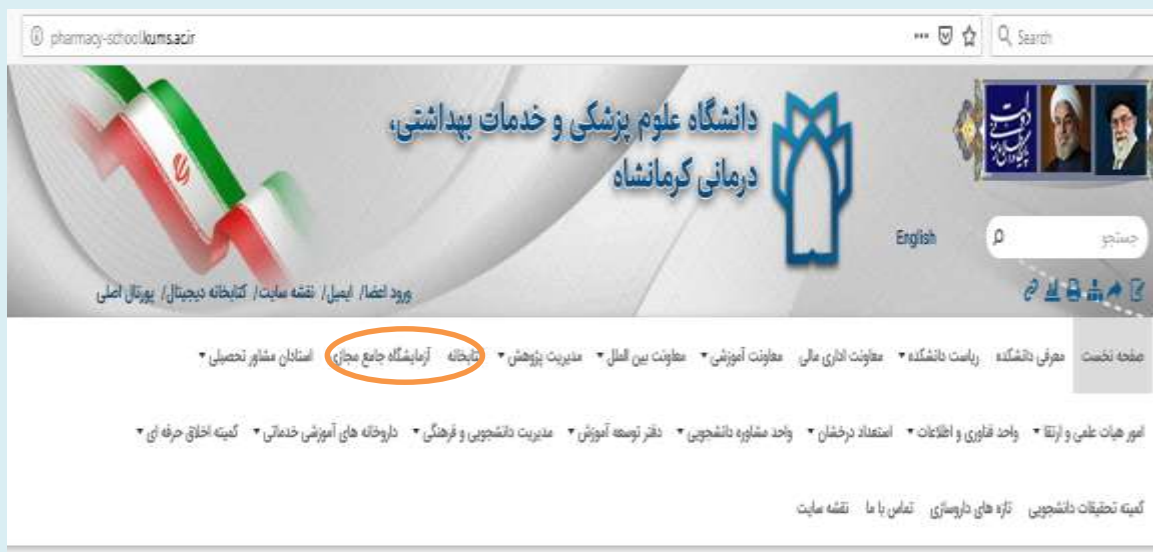 pharmacy-school.kums.ac.ir
Search
دانشگاه علوم پزشکی و خدمات بهداشتی،
درمانی کرمانشاه
English
جستجو
ورود اعضا/ ایمیل/ نقشه سایت/ کتابخانه دیجیتال/ پورتال اصلی
صفحه نخست معرفی دانشکده ریاست دانشکده معاونت اداری مالی معاونت آموزشی معاونت بین الملل مدیریت پژوهش کتابخانه آزمایشگاه جامع مجازی استادان مشاور تحصیلی
امور هیات علمی و ارتقا واحد فناوری و اطلاعات استعداد درخشان واحد مشاوره دانشجویی دفتر توسعه آموزش مدیریت دانشجویی و فرهنگی داروخانه های آموزشی خدماتی کمیته اخلاق حرفه ای
کمیته تحقیقات دانشجویی تازه های داروسازی تماس با ما نقشه سایت